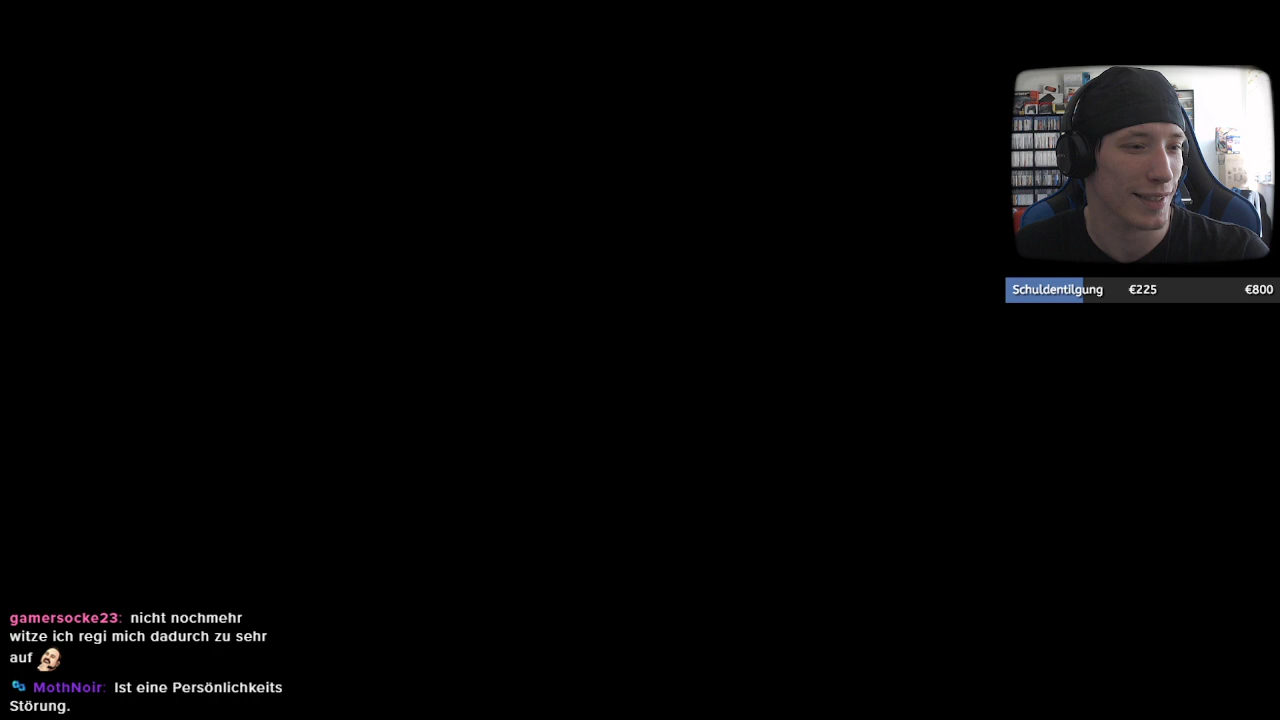 Schuldentilgung €225 €800
gamersocke23: nicht nochmehr
witze ich regi mich dadurch zu sehr
auf
MothNoir: Ist eine Persönlichkeits
Störung.